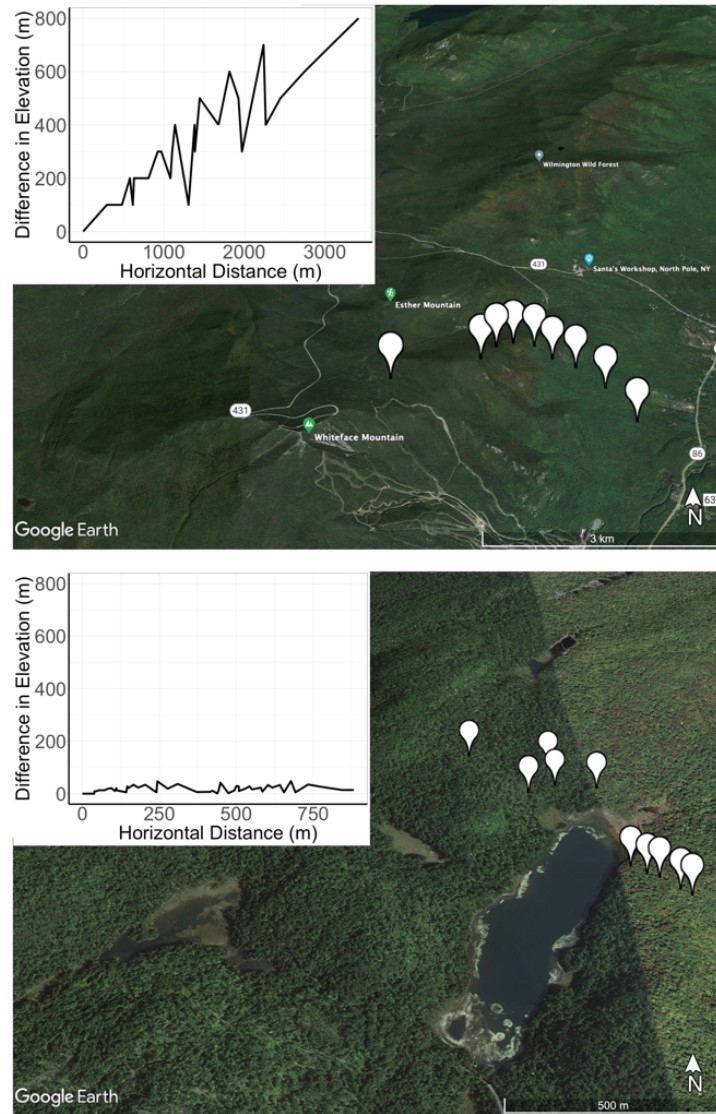 Difference in Elevation (m)
800
600
400
200
0
0 1000 2000 3000
Horizontal Distance (m)
Wilmington Wild Forest
431
Santa's Workshop, North Pole, NY
Esther Mountain
431
Whiteface Mountain
86
63
N
Google Earth
3 km
Difference in Elevation (m)
800
600
400
200
0
0 250 500 750
Horizontal Distance (m)
N
Google Earth
500 m